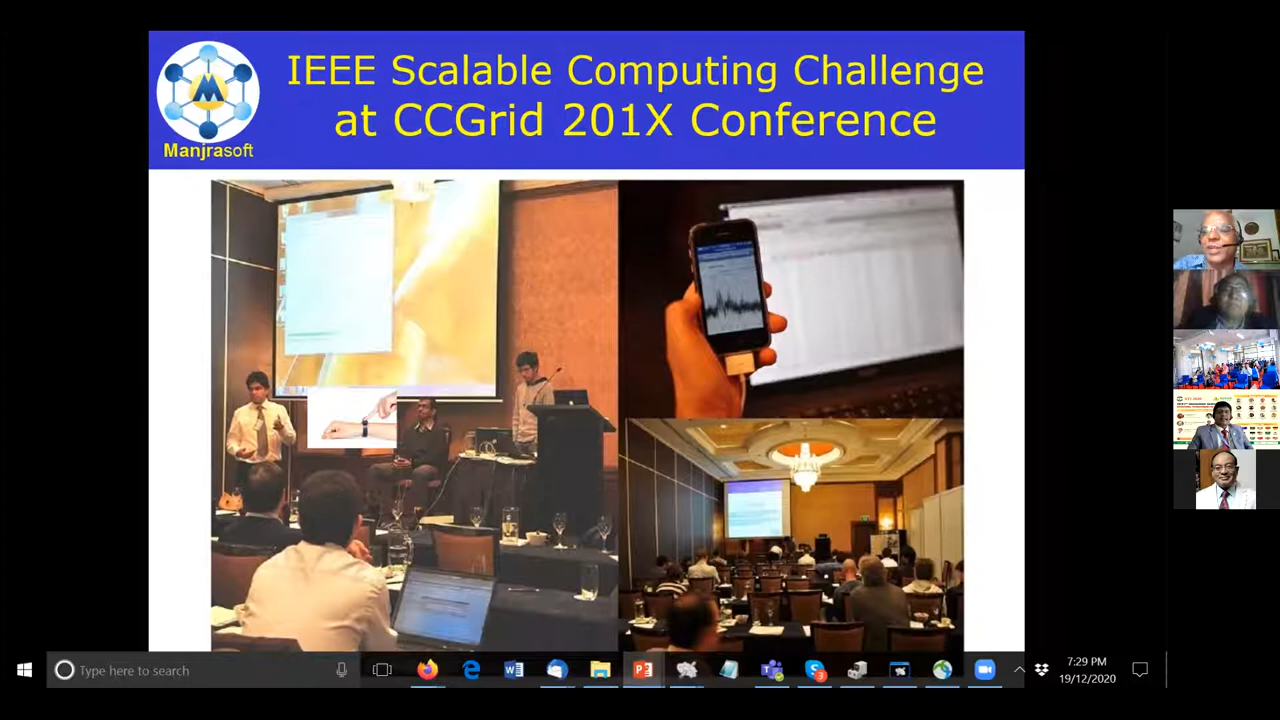 IEEE Scalable Computing Challenge
at CCGrid 201X Conference
Manjrasoft
Type here to search
3
7:29 PM
19/12/2020